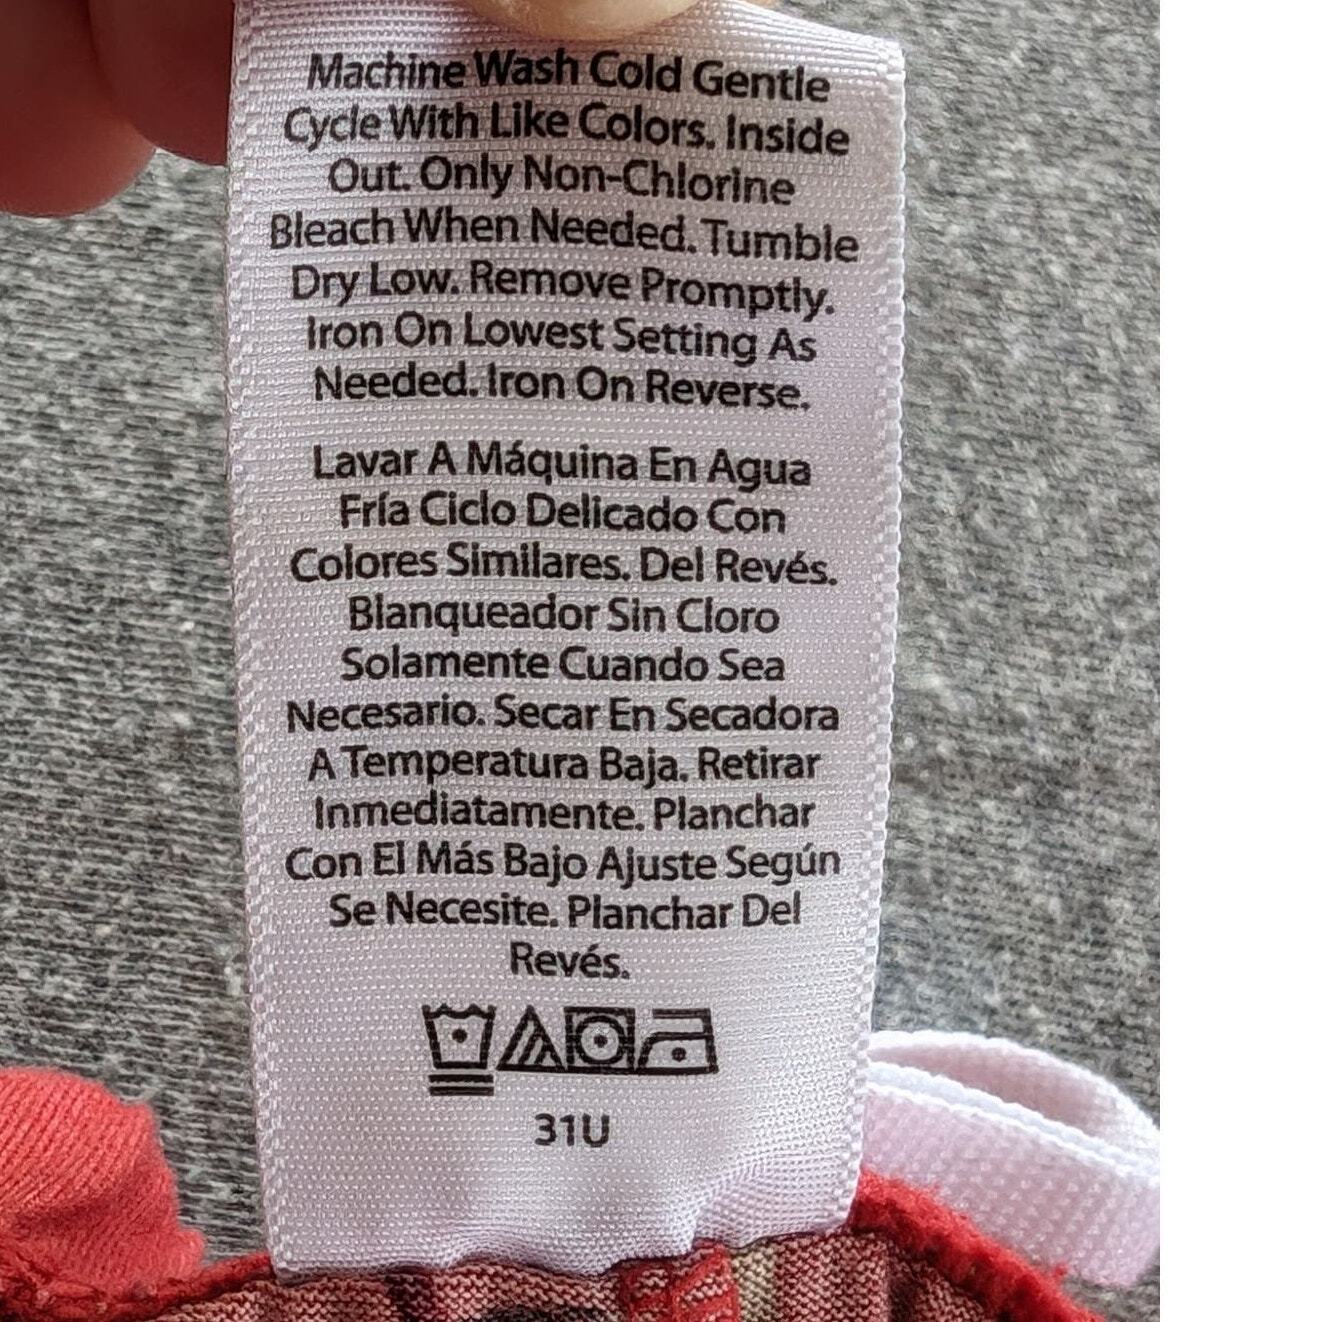 Machine Wash Cold Gentle
Cycle With Like Colors. Inside
Out. Only Non-Chlorine
Bleach When Needed. Tumble
Dry Low. Remove Promptly.
Iron On Lowest Setting As
Needed. Iron On Reverse.
Lavar A Máquina En Agua
Fría Ciclo Delicado Con
Colores Similares. Del Revés.
Blanqueador Sin Cloro
Solamente Cuando Sea
Necesario. Secar En Secadora
A Temperatura Baja. Retirar
Inmediatamente. Planchar
Con El Más Bajo Ajuste Según
Se Necesite. Planchar Del
Revés.
31U